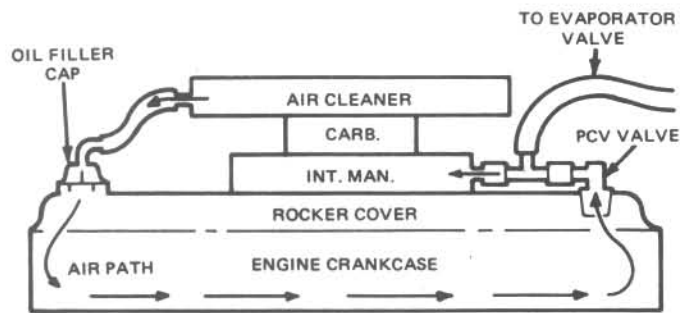 TO EVAPORATOR
VALVE
OIL FILLER
CAP
AIR CLEANER
CARB.
PCV VALVE
INT. MAN.
ROCKER COVER
AIR PATH
ENGINE CRANKCASE